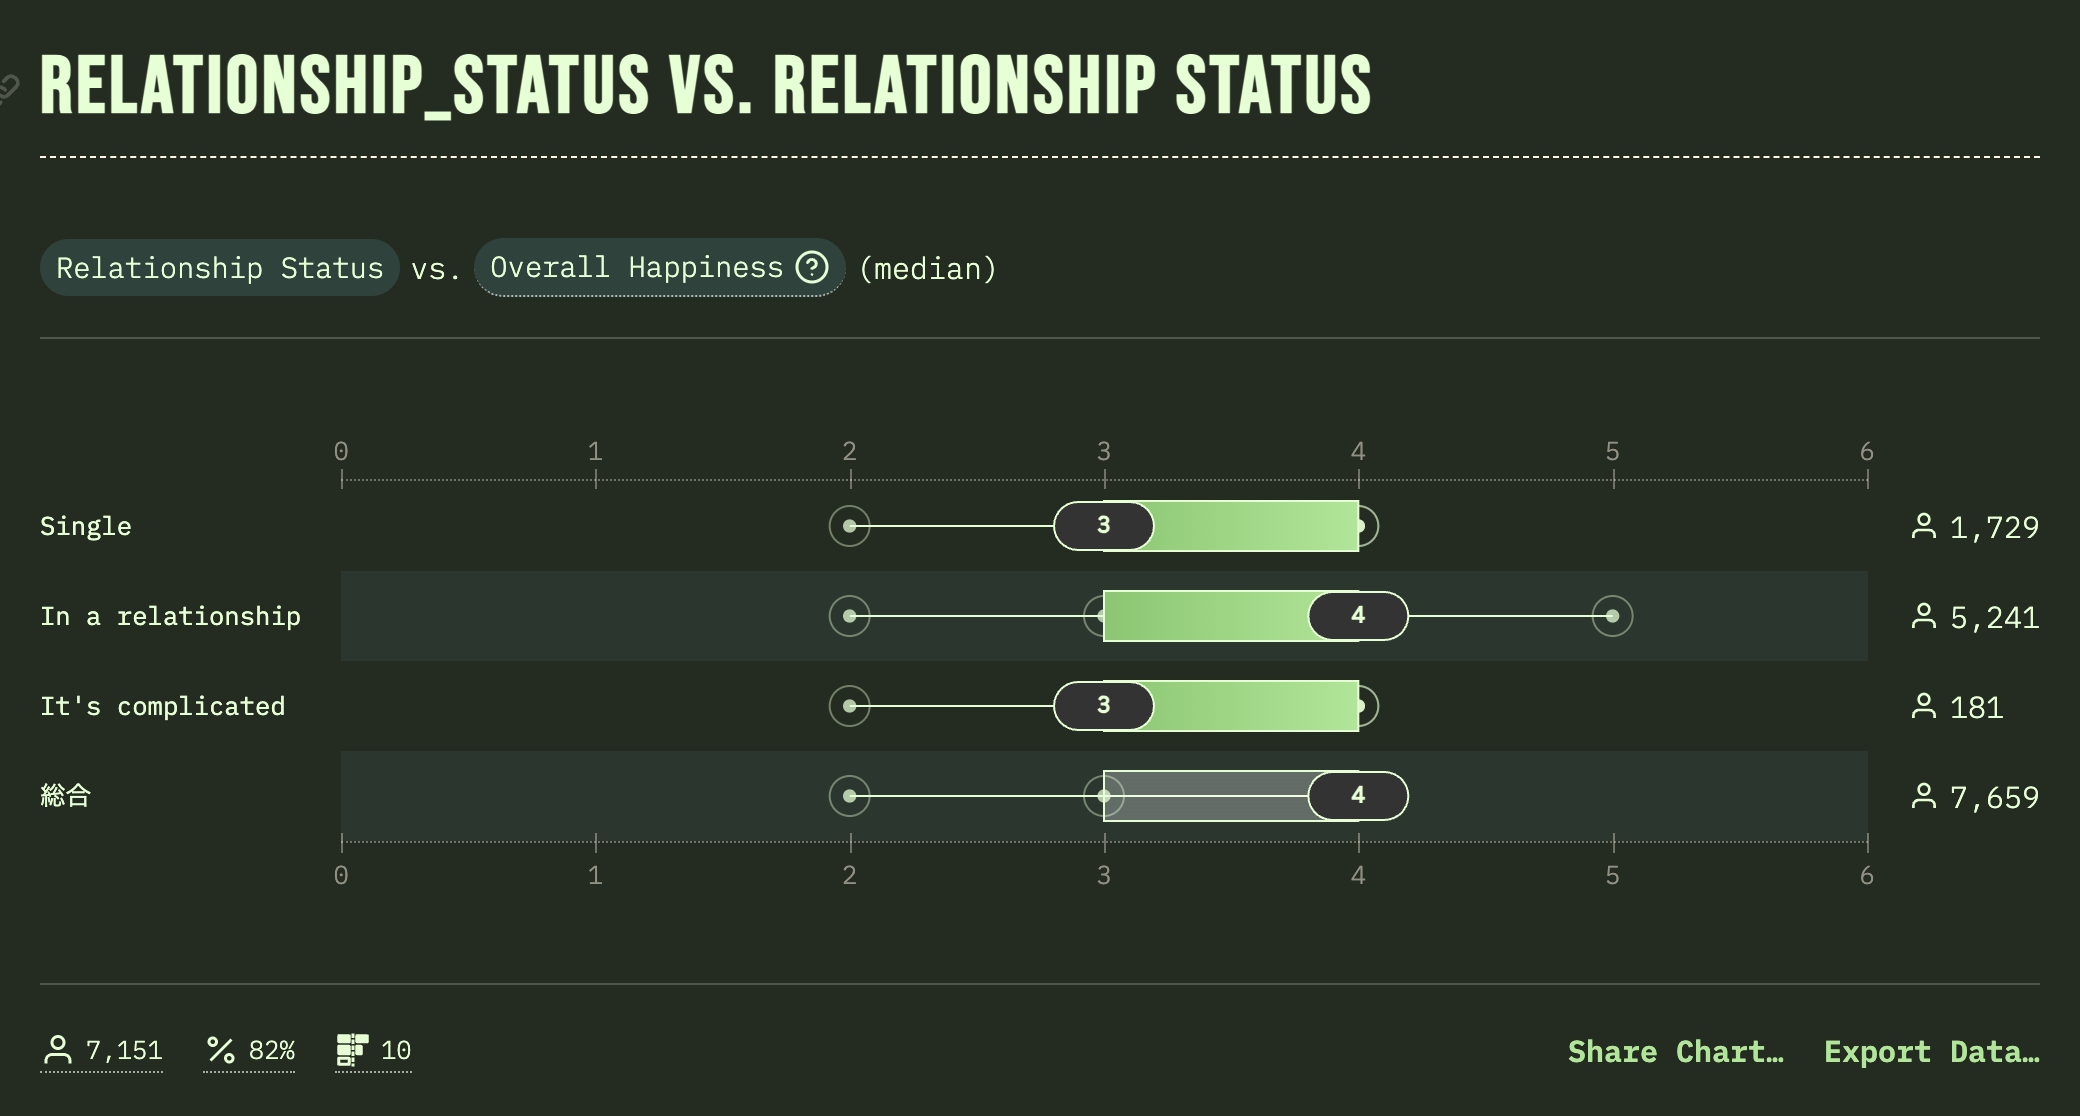 RELATIONSHIP_STATUS VS. RELATIONSHIP STATUS
Relationship Status vs. Overall Happiness ? (median)
0 1 2 3 4 5 6
Single 3 1,729
In a relationship 4 5,241
It's complicated 3 181
総合 4 7,659
0 1 2 3 4 5 6
7,151 % 82% 10 Share Chart… Export Data…